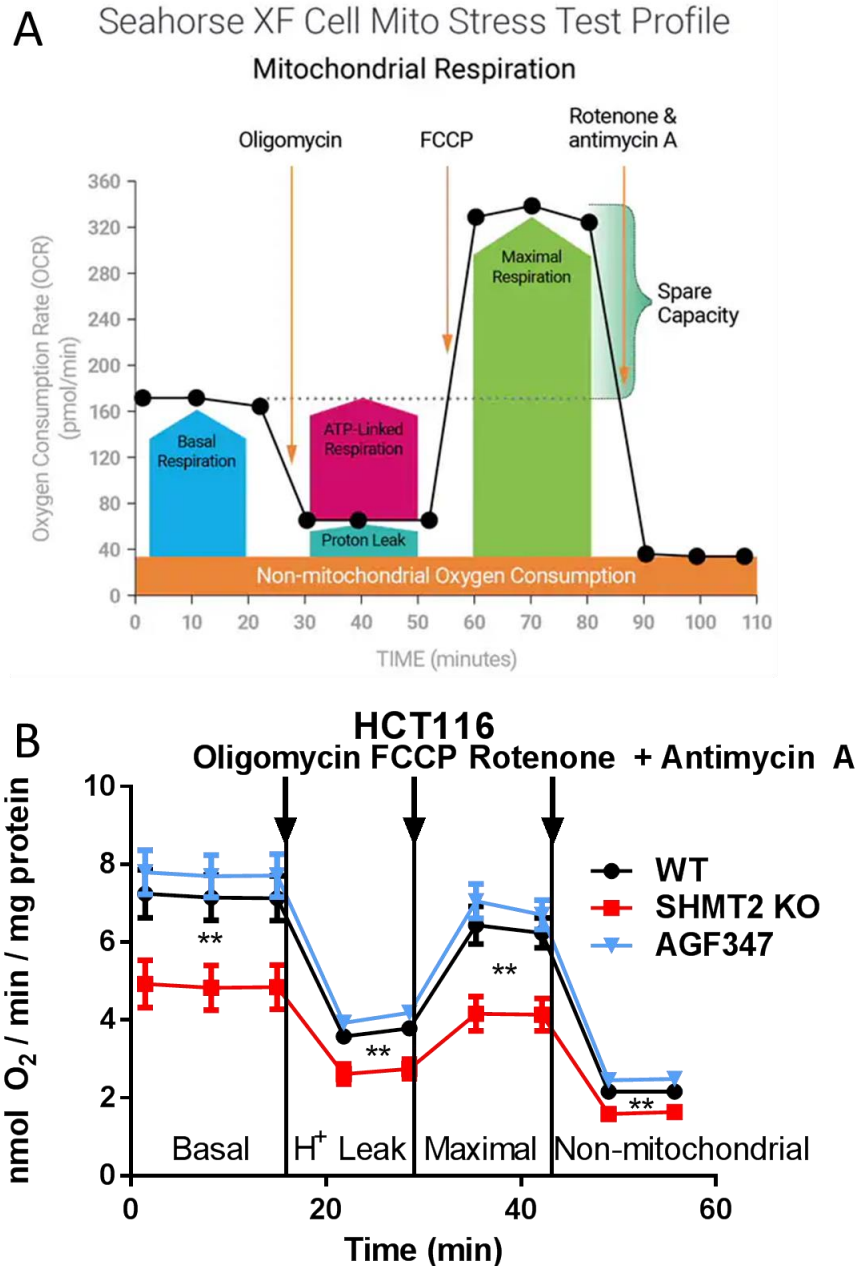 A
Seahorse XF Cell Mito Stress Test Profile
Mitochondrial Respiration
Oligomycin
FCCP
Rotenone &
antimycin A
Oxygen Consumption Rate (OCR)
(pmol/min)
360
320
280
240
200
160
120
80
40
0
Basal
Respiration
ATP-Linked
Respiration
Proton Leak
Maximal
Respiration
Spare
Capacity
Non-mitochondrial Oxygen Consumption
0 10 20 30 40 50 60 70 80 90 100 110
TIME (minutes)
B
HCT116
Oligomycin FCCP Rotenone + Antimycin A
nmol O₂ / min / mg protein
10
8
6
4
2
0
WT
SHMT2 KO
AGF347
**
**
**
**
Basal
H⁺ Leak
Maximal
Non-mitochondrial
0 20 40 60
Time (min)